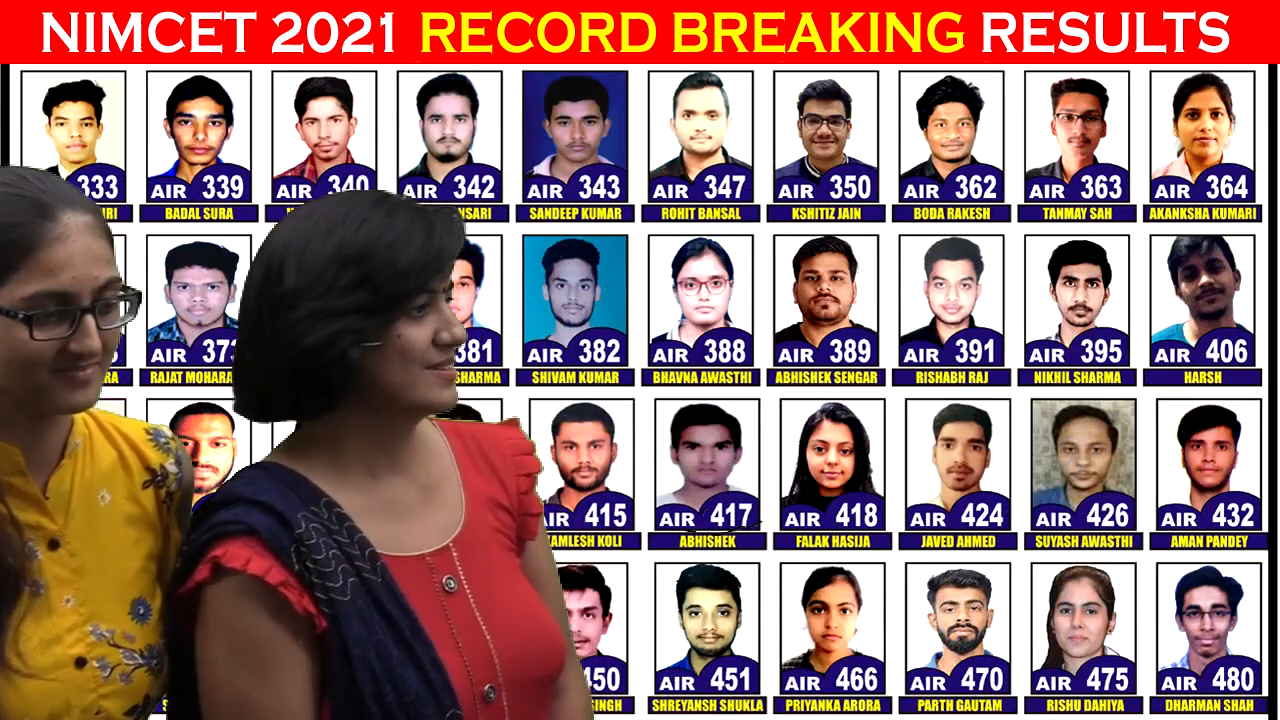 NIMCET 2021 RECORD BREAKING RESULTS
333 AIR 339 AIR 340 AIR 342 AIR 343 AIR 347 AIR 350 AIR 362 AIR 363 AIR 364
BADAL SURA SANDEEP KUMAR ROHIT BANSAL KSHITIZ JAIN BODA RAKESH TANMAY SAH AKANKSHA KUMARI
AIR 373 381 AIR 382 AIR 388 AIR 389 AIR 391 AIR 395 AIR 406
RAJAT MOHARA SHARMA SHIVAM KUMAR BHAVNA AWASTHI ABHISHEK SENGAR RISHABH RAJ NIKHIL SHARMA HARSH
AIR 415 AIR 417 AIR 418 AIR 424 AIR 426 AIR 432
KAMLESH KOLI ABHISHEK FALAK HASIJA JAVED AHMED SUYASH AWASTHI AMAN PANDEY
450 AIR 451 AIR 466 AIR 470 AIR 475 AIR 480
SINGH SHREYANSH SHUKLA PRIYANKA ARORA PARTH GAUTAM RISHU DAHIYA DHARMAN SHAH